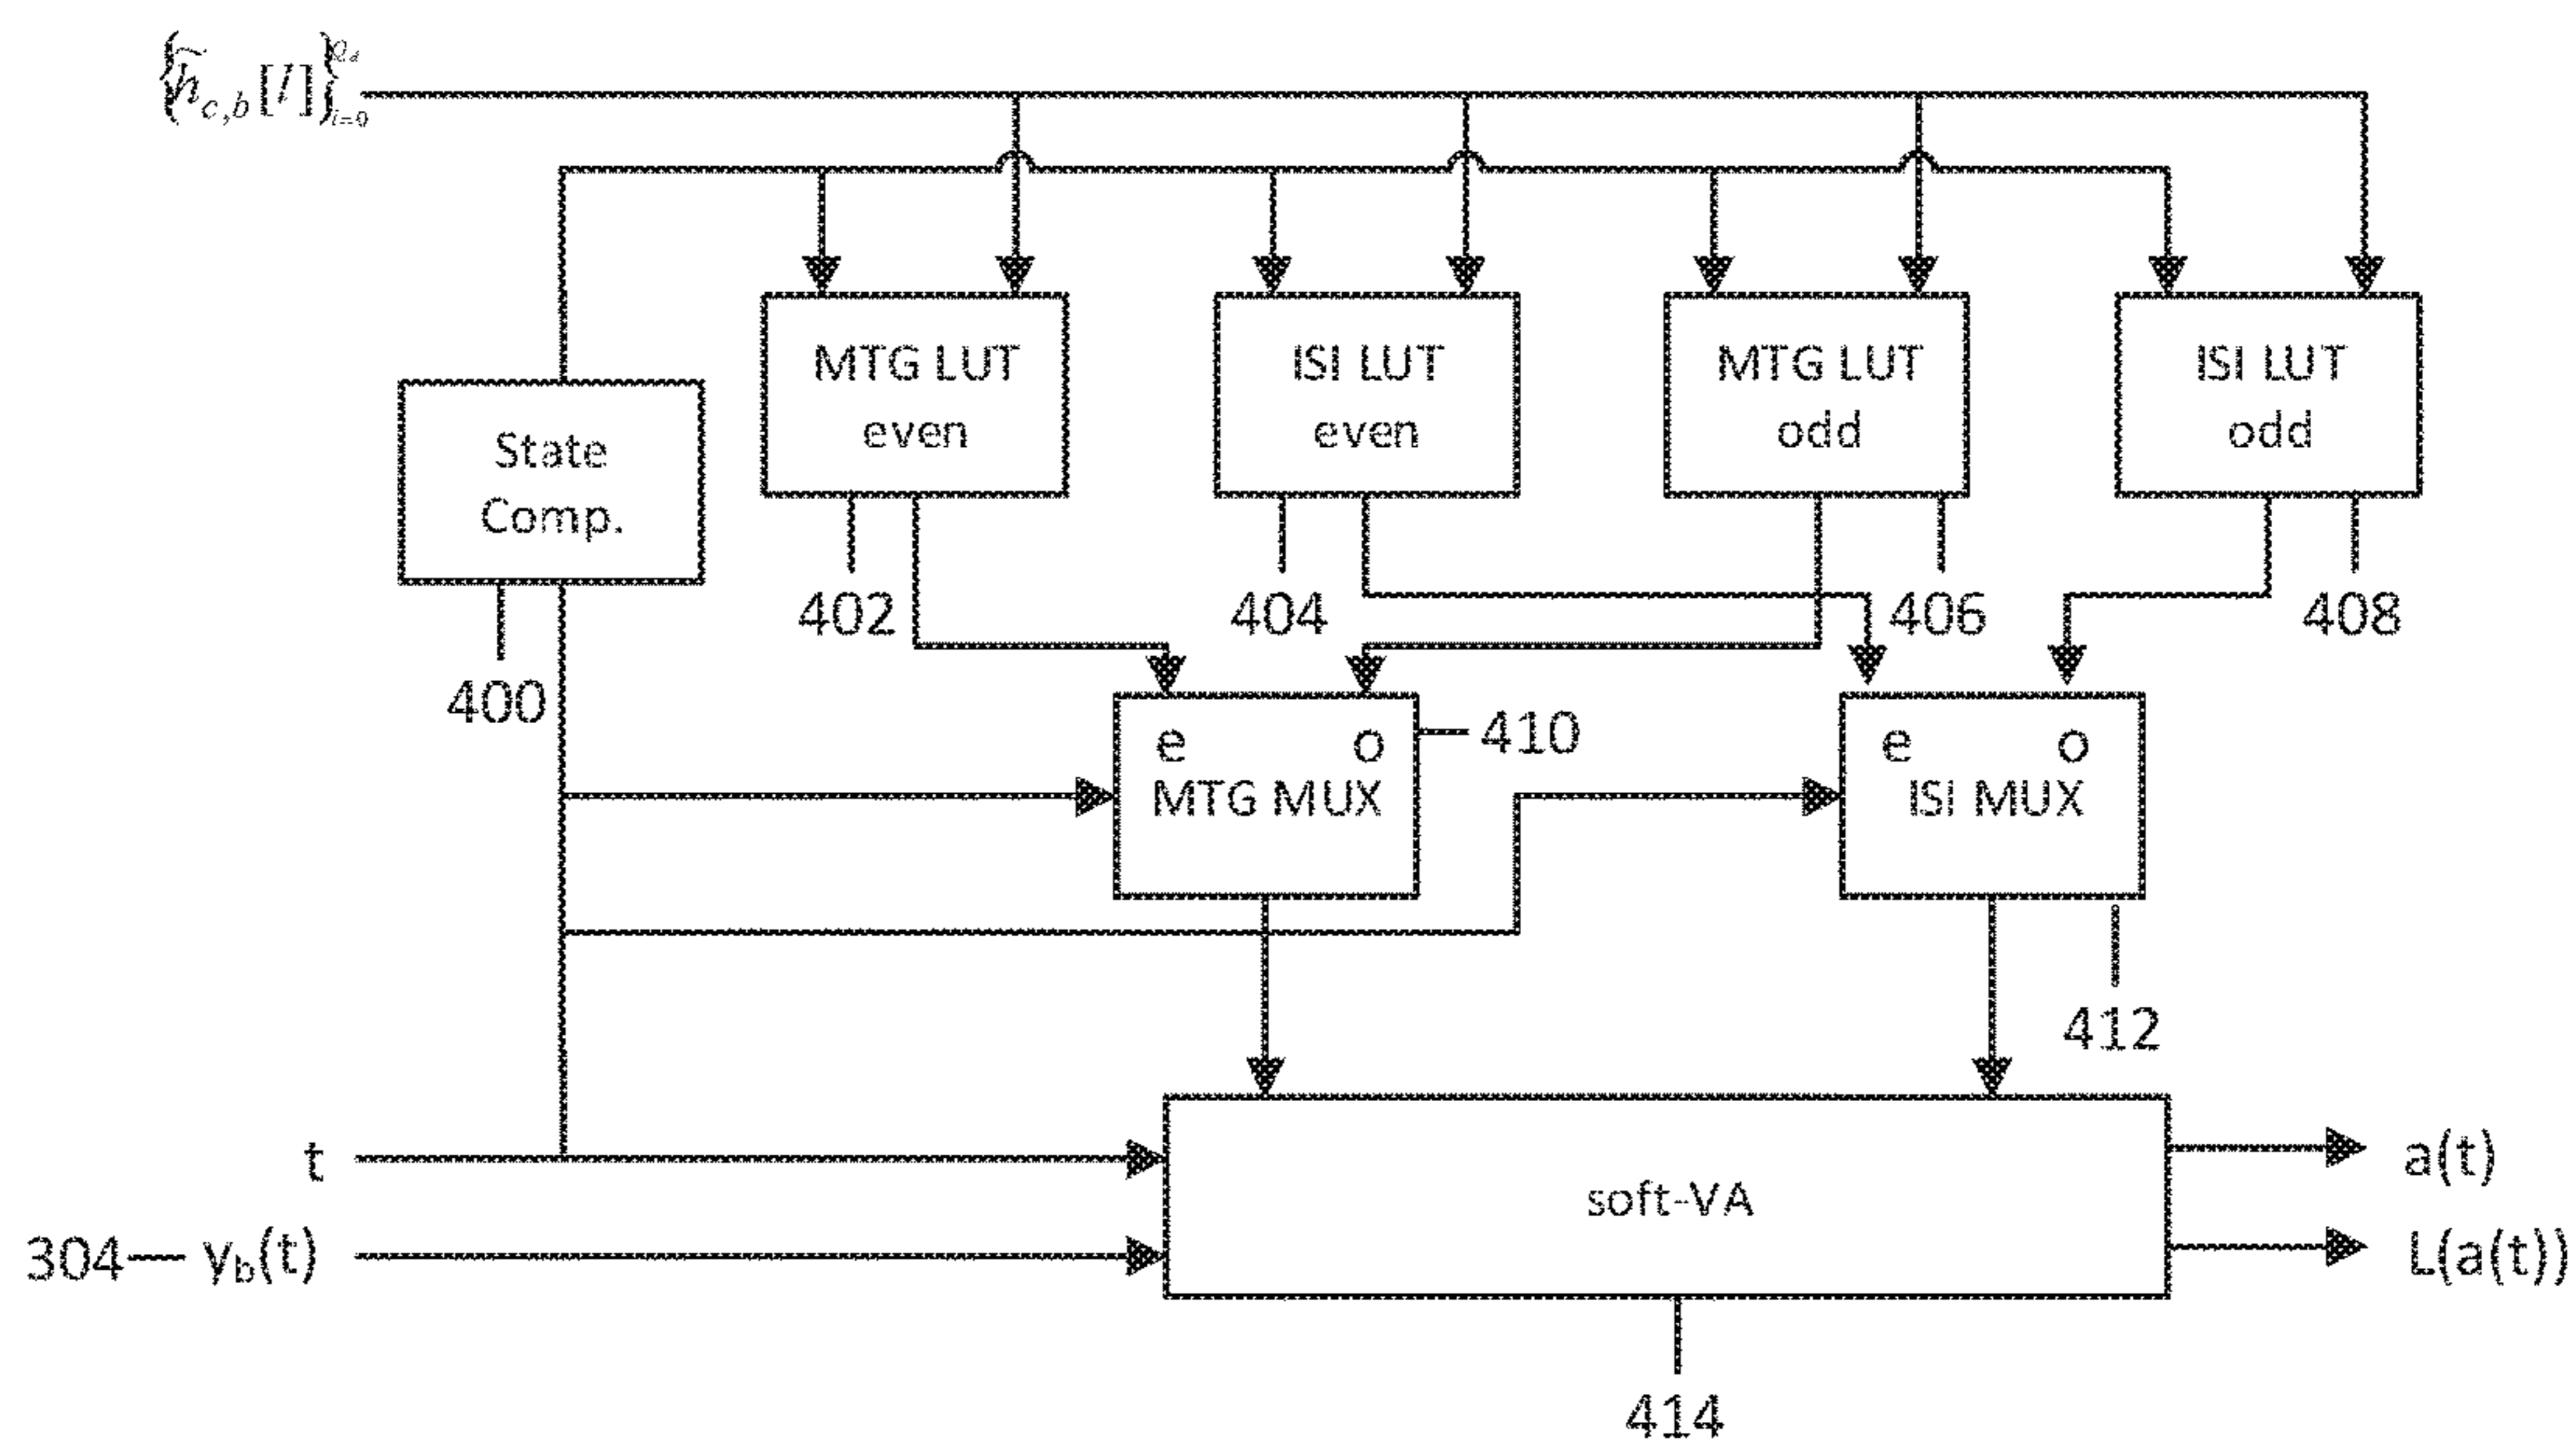 {h̃c,b[l]}i=0Qd
MTG LUT
even
ISI LUT
even
MTG LUT
odd
ISI LUT
odd
State
Comp.
402
404
406
408
400
e o
MTG MUX
410
e o
ISI MUX
412
t
304 yb(t)
soft-VA
a(t)
L(a(t))
414